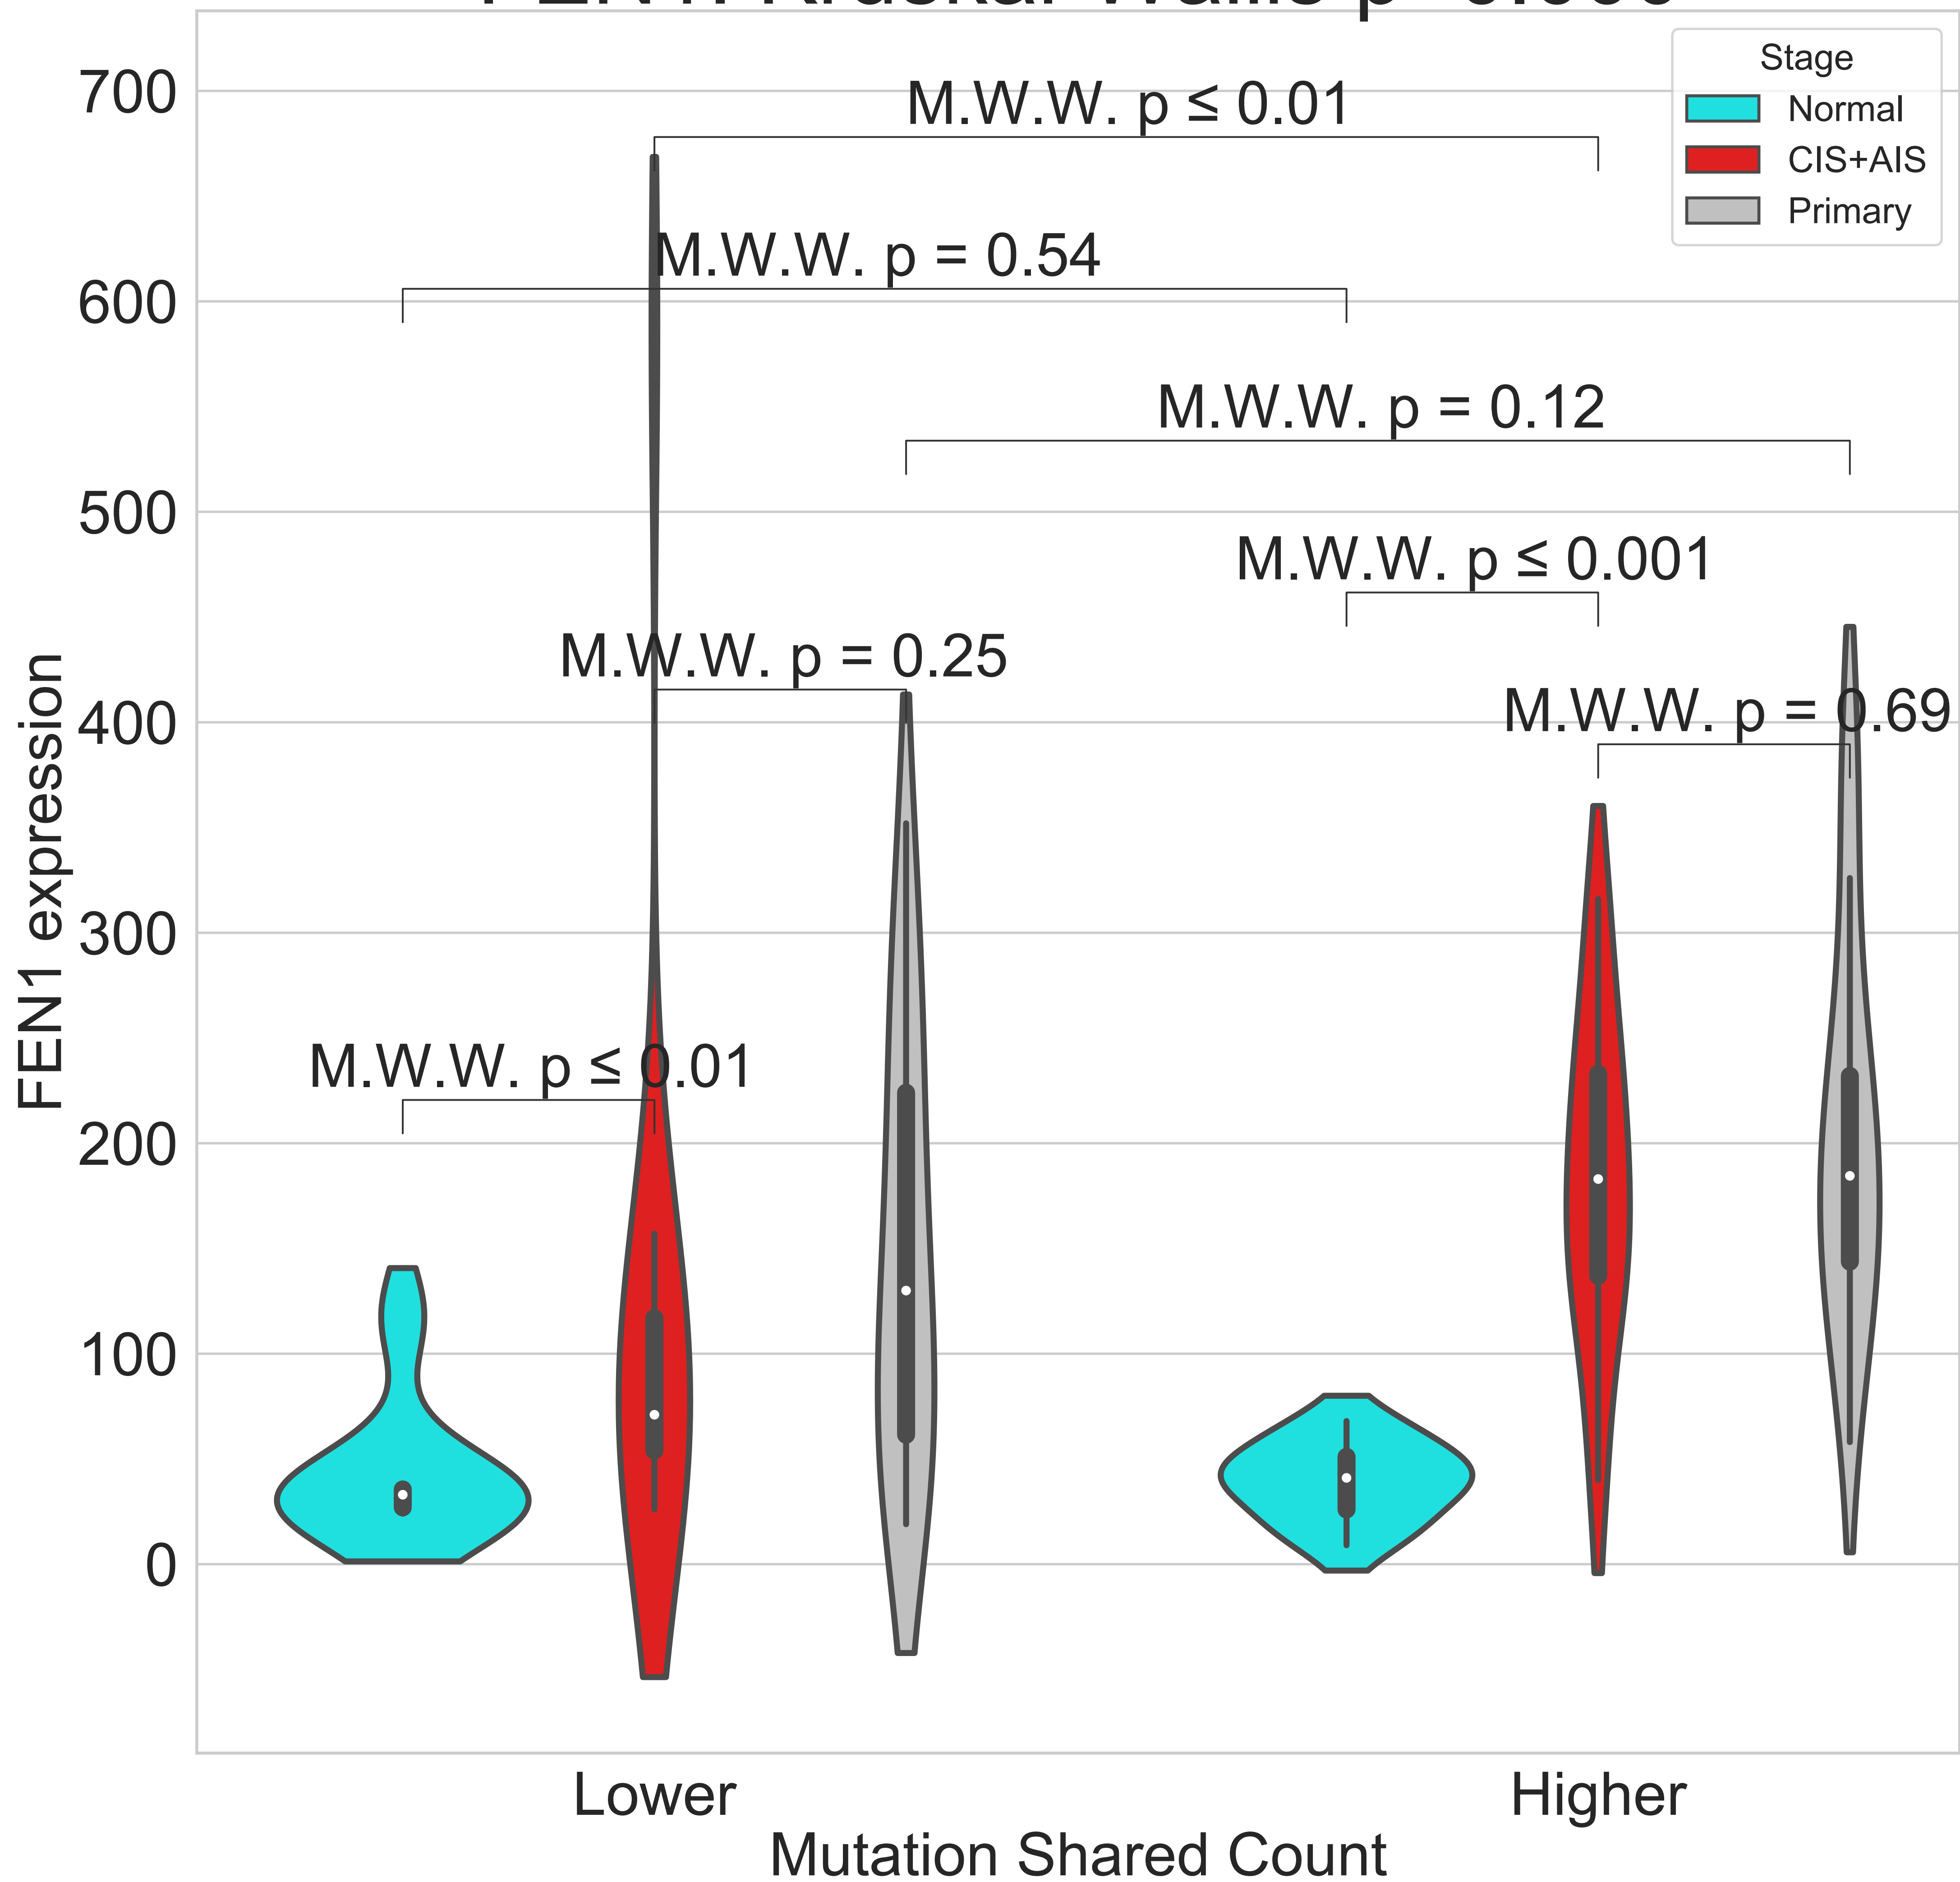 Stage
Normal
CIS+AIS
Primary
M.W.W. p ≤ 0.01
M.W.W. p = 0.54
M.W.W. p = 0.12
M.W.W. p ≤ 0.001
M.W.W. p = 0.25
M.W.W. p = 0.69
M.W.W. p ≤ 0.01
700
600
500
400
300
200
100
0
FEN1 expression
Lower
Higher
Mutation Shared Count